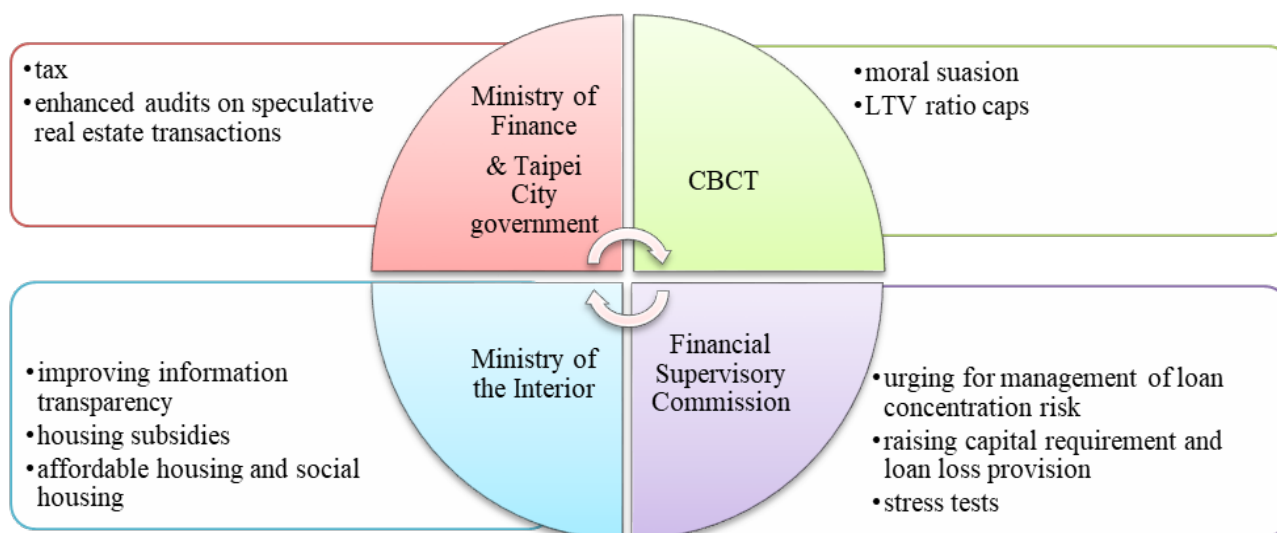 •tax
•enhanced audits on speculative
real estate transactions
Ministry of
Finance
& Taipei
City
government
CBCT
•moral suasion
•LTV ratio caps
•improving information
transparency
•housing subsidies
•affordable housing and social
housing
Ministry of
the Interior
Financial
Supervisory
Commission
•urging for management of loan
concentration risk
•raising capital requirement and
loan loss provision
•stress tests